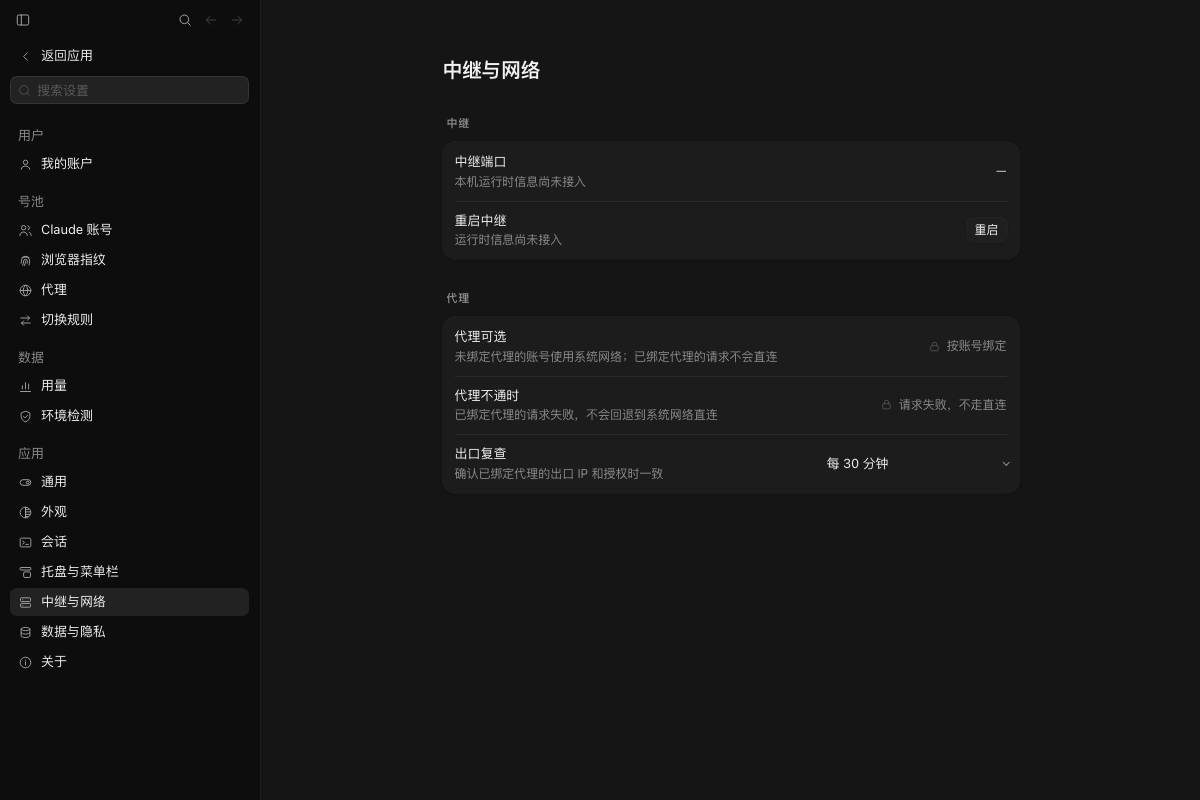 返回应用
搜索设置
用户
我的账户
号池
Claude 账号
浏览器指纹
代理
切换规则
数据
用量
环境检测
应用
通用
外观
会话
托盘与菜单栏
中继与网络
数据与隐私
关于
中继与网络
中继
中继端口
本机运行时信息尚未接入
—
重启中继
运行时信息尚未接入
重启
代理
代理可选
未绑定代理的账号使用系统网络；已绑定代理的请求不会直连
按账号绑定
代理不通时
已绑定代理的请求失败，不会回退到系统网络直连
请求失败，不走直连
出口复查
确认已绑定代理的出口 IP 和授权时一致
每 30 分钟